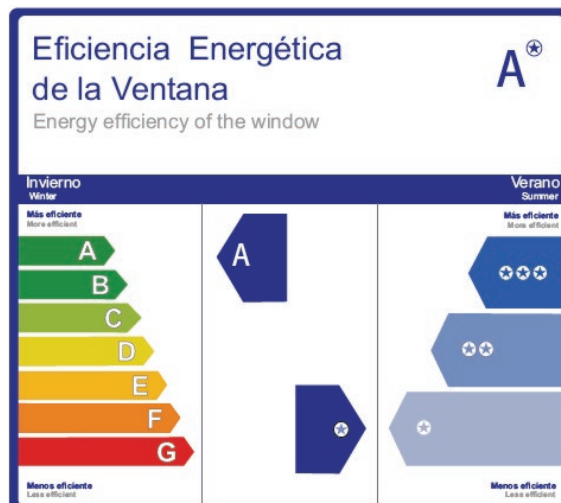 Eficiencia Energética
de la Ventana
Energy efficiency of the window
A
Invierno
Winter
Verano
Summer
Más eficiente
More efficient
A
B
C
D
E
F
G
Menos eficiente
Less efficient
A
Más eficiente
More efficient
Menos eficiente
Less efficient